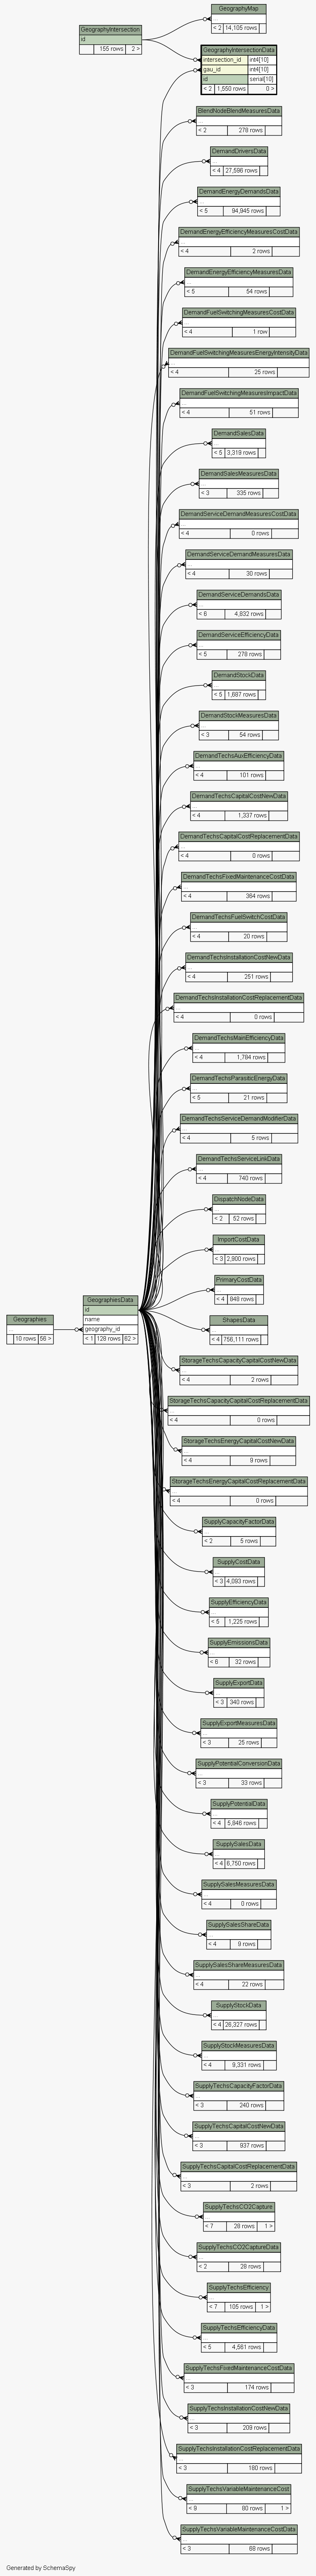 GeographyMap
...
< 2 14,105 rows
GeographyIntersection
id
155 rows 2 >
GeographyIntersectionData
intersection_id int4[10]
gau_id int4[10]
id serial[10]
< 2 1,550 rows 0 >
BlendNodeBlendMeasuresData
...
< 2 278 rows
DemandDriversData
...
< 4 27,596 rows
DemandEnergyDemandsData
...
< 5 94,945 rows
DemandEnergyEfficiencyMeasuresCostData
...
< 4 2 rows
DemandEnergyEfficiencyMeasuresData
...
< 5 54 rows
DemandFuelSwitchingMeasuresCostData
...
< 4 1 row
DemandFuelSwitchingMeasuresEnergyIntensityData
...
< 4 25 rows
DemandFuelSwitchingMeasuresImpactData
...
< 4 51 rows
DemandSalesData
...
< 5 3,319 rows
DemandSalesMeasuresData
...
< 3 335 rows
DemandServiceDemandMeasuresCostData
...
< 4 0 rows
DemandServiceDemandMeasuresData
...
< 4 30 rows
DemandServiceDemandsData
...
< 6 4,832 rows
DemandServiceEfficiencyData
...
< 5 278 rows
DemandStockData
...
< 5 1,887 rows
DemandStockMeasuresData
...
< 3 54 rows
DemandTechsAuxEfficiencyData
...
< 4 101 rows
DemandTechsCapitalCostNewData
...
< 4 1,337 rows
DemandTechsCapitalCostReplacementData
...
< 4 0 rows
DemandTechsFixedMaintenanceCostData
...
< 4 364 rows
DemandTechsFuelSwitchCostData
...
< 4 20 rows
DemandTechsInstallationCostNewData
...
< 4 251 rows
DemandTechsInstallationCostReplacementData
...
< 4 0 rows
DemandTechsMainEfficiencyData
...
< 4 1,784 rows
DemandTechsParasiticEnergyData
...
< 5 21 rows
DemandTechsServiceDemandModifierData
...
< 4 5 rows
DemandTechsServiceLinkData
...
< 4 740 rows
DispatchNodeData
...
< 2 52 rows
ImportCostData
...
< 3 2,900 rows
PrimaryCostData
...
< 4 848 rows
GeographiesData
id
name
geography_id
< 1 128 rows 62 >
Geographies
...
10 rows 56 >
ShapesData
...
< 4 756,111 rows
StorageTechsCapacityCapitalCostNewData
...
< 4 2 rows
StorageTechsCapacityCapitalCostReplacementData
...
< 4 0 rows
StorageTechsEnergyCapitalCostNewData
...
< 4 9 rows
StorageTechsEnergyCapitalCostReplacementData
...
< 4 0 rows
SupplyCapacityFactorData
...
< 2 5 rows
SupplyCostData
...
< 3 4,093 rows
SupplyEfficiencyData
...
< 5 1,225 rows
SupplyEmissionsData
...
< 6 32 rows
SupplyExportData
...
< 3 340 rows
SupplyExportMeasuresData
...
< 3 25 rows
SupplyPotentialConversionData
...
< 3 33 rows
SupplyPotentialData
...
< 4 5,846 rows
SupplySalesData
...
< 4 6,750 rows
SupplySalesMeasuresData
...
< 4 0 rows
SupplySalesShareData
...
< 4 9 rows
SupplySalesShareMeasuresData
...
< 4 22 rows
SupplyStockData
...
< 4 26,327 rows
SupplyStockMeasuresData
...
< 4 9,331 rows
SupplyTechsCapacityFactorData
...
< 3 240 rows
SupplyTechsCapitalCostNewData
...
< 3 937 rows
SupplyTechsCapitalCostReplacementData
...
< 3 2 rows
SupplyTechsCO2Capture
...
< 7 28 rows 1 >
SupplyTechsCO2CaptureData
...
< 2 28 rows
SupplyTechsEfficiency
...
< 7 105 rows 1 >
SupplyTechsEfficiencyData
...
< 5 4,561 rows
SupplyTechsFixedMaintenanceCostData
...
< 3 174 rows
SupplyTechsInstallationCostNewData
...
< 3 209 rows
SupplyTechsInstallationCostReplacementData
...
< 3 180 rows
SupplyTechsVariableMaintenanceCost
...
< 8 80 rows 1 >
SupplyTechsVariableMaintenanceCostData
...
< 3 68 rows
Generated by SchemaSpy